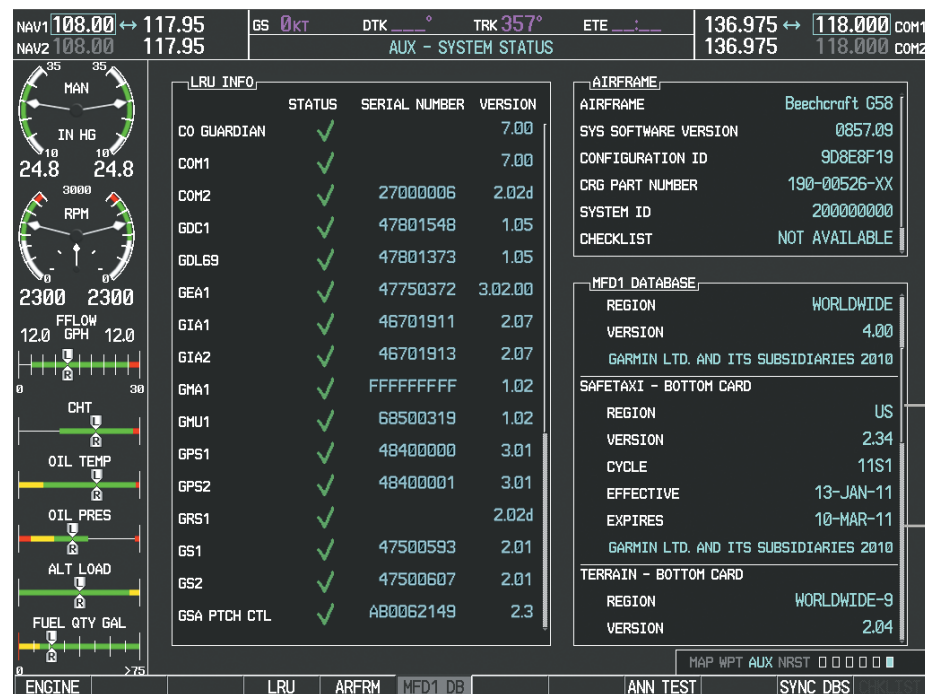 NAV1 108.00 ↔ 117.95 GS 0KT DTK ___° TRK 357° ETE __:__ 136.975 ↔ 118.000 COM1
NAV2 108.00 117.95 AUX - SYSTEM STATUS 136.975 118.000 COM2
35 35
MAN
IN HG
10 10
24.8 24.8
3000
RPM
0 0
2300 2300
FFLOW
12.0 GPH 12.0
L
R
0 30
CHT
L
R
OIL TEMP
L
R
OIL PRES
L
R
ALT LOAD
L
R
FUEL QTY GAL
L
R
0 >75
LRU INFO
STATUS SERIAL NUMBER VERSION
CO GUARDIAN ✓ 7.00
COM1 ✓ 7.00
COM2 ✓ 27000006 2.02d
GDC1 ✓ 47801548 1.05
GDL69 ✓ 47801373 1.05
GEA1 ✓ 47750372 3.02.00
GIA1 ✓ 46701911 2.07
GIA2 ✓ 46701913 2.07
GMA1 ✓ FFFFFFFFF 1.02
GMU1 ✓ 68500319 1.02
GPS1 ✓ 48400000 3.01
GPS2 ✓ 48400001 3.01
GRS1 ✓ 2.02d
GS1 ✓ 47500593 2.01
GS2 ✓ 47500607 2.01
GSA PTCH CTL ✓ AB0062149 2.3
AIRFRAME
AIRFRAME Beechcraft G58
SYS SOFTWARE VERSION 0857.09
CONFIGURATION ID 9D8E8F19
CRG PART NUMBER 190-00526-XX
SYSTEM ID 200000000
CHECKLIST NOT AVAILABLE
MFD1 DATABASE
REGION WORLDWIDE
VERSION 4.00
GARMIN LTD. AND ITS SUBSIDIARIES 2010
SAFETAXI - BOTTOM CARD
REGION US
VERSION 2.34
CYCLE 11S1
EFFECTIVE 13-JAN-11
EXPIRES 10-MAR-11
GARMIN LTD. AND ITS SUBSIDIARIES 2010
TERRAIN - BOTTOM CARD
REGION WORLDWIDE-9
VERSION 2.04
MAP WPT AUX NRST
ENGINE LRU ARFRM MFD1 DB ANN TEST SYNC DBS CHKLIST